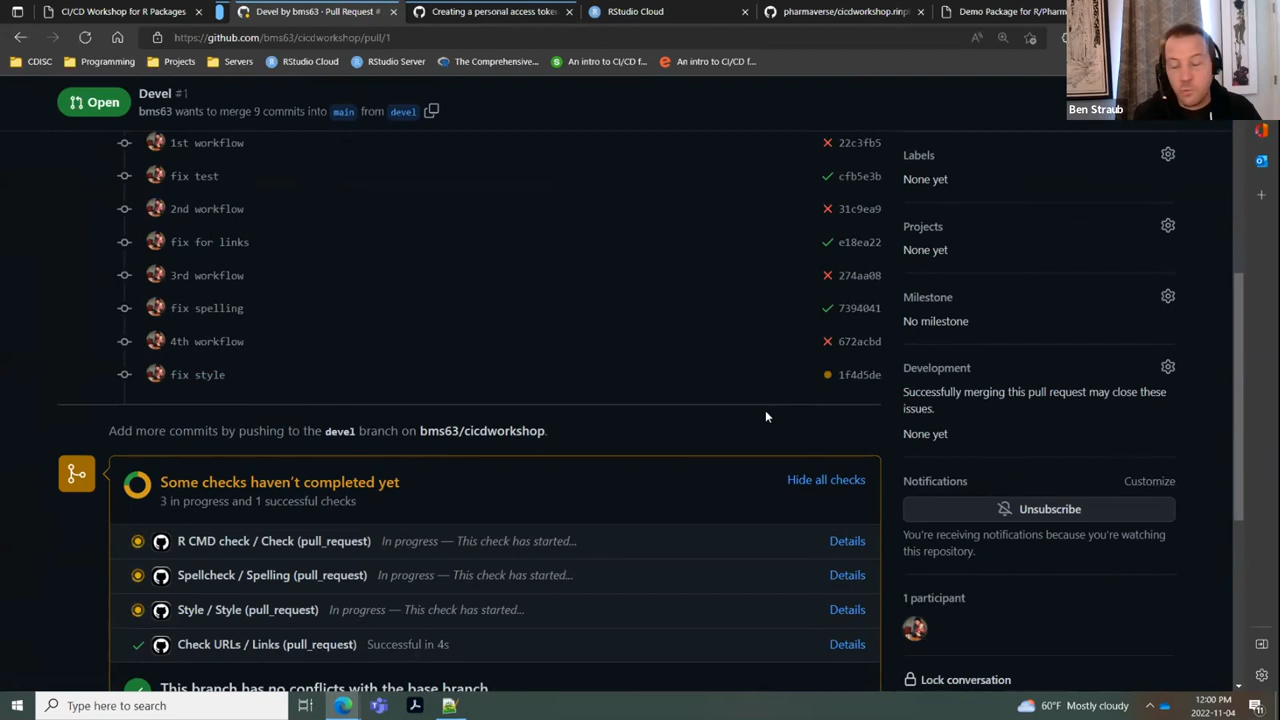 CI/CD Workshop for R Packages
Devel by bms63 · Pull Request #
Creating a personal access toke
RStudio Cloud
pharmaverse/cicdworkshop.rinp
Demo Package for R/Pharm
https://github.com/bms63/cicdworkshop/pull/1
CDISC
Programming
Projects
Servers
RStudio Cloud
RStudio Server
The Comprehensive...
An intro to CI/CD f...
An intro to CI/CD f...
Ben Straub
Open
Devel #1
bms63 wants to merge 9 commits into main from devel
1st workflow 22c3fb5
fix test cfb5e3b
2nd workflow 31c9ea9
fix for links e18ea22
3rd workflow 274aa08
fix spelling 7394041
4th workflow 672acbd
fix style 1f4d5de
Add more commits by pushing to the devel branch on bms63/cicdworkshop.
Some checks haven't completed yet
Hide all checks
3 in progress and 1 successful checks
R CMD check / Check (pull_request) In progress — This check has started... Details
Spellcheck / Spelling (pull_request) In progress — This check has started... Details
Style / Style (pull_request) In progress — This check has started... Details
Check URLs / Links (pull_request) Successful in 4s Details
This branch has no conflicts with the base branch
Labels
None yet
Projects
None yet
Milestone
No milestone
Development
Successfully merging this pull request may close these
issues.
None yet
Notifications
Customize
Unsubscribe
You're receiving notifications because you're watching
this repository.
1 participant
Lock conversation
Type here to search
60°F Mostly cloudy
12:00 PM
2022-11-04
11